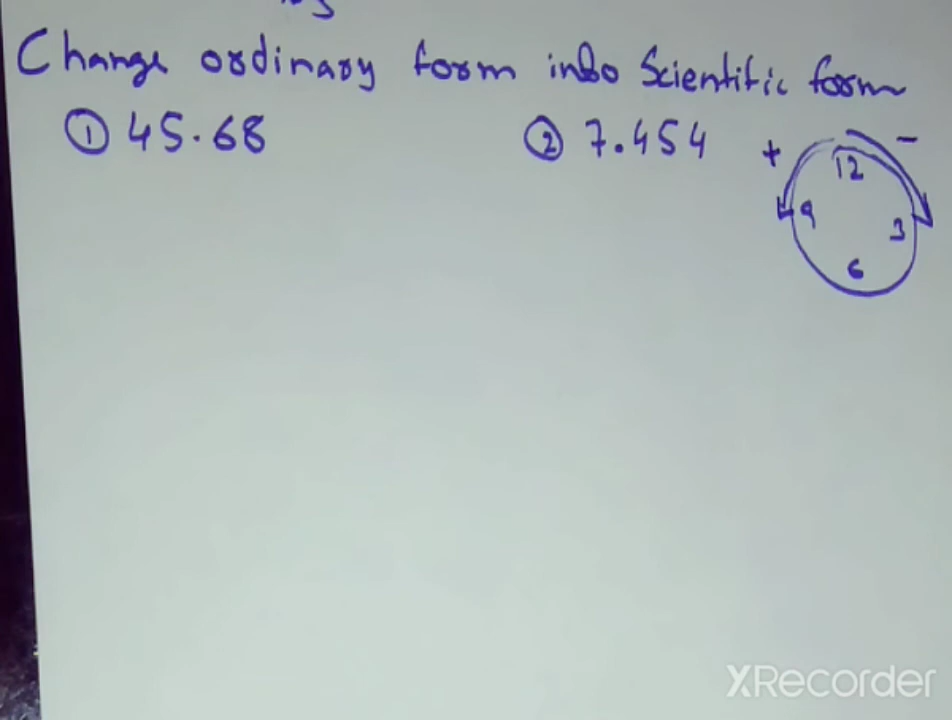 Change ordinary form into Scientific form
① 45.68 ② 7.454
+ -
12
9 3
6
XRecorder